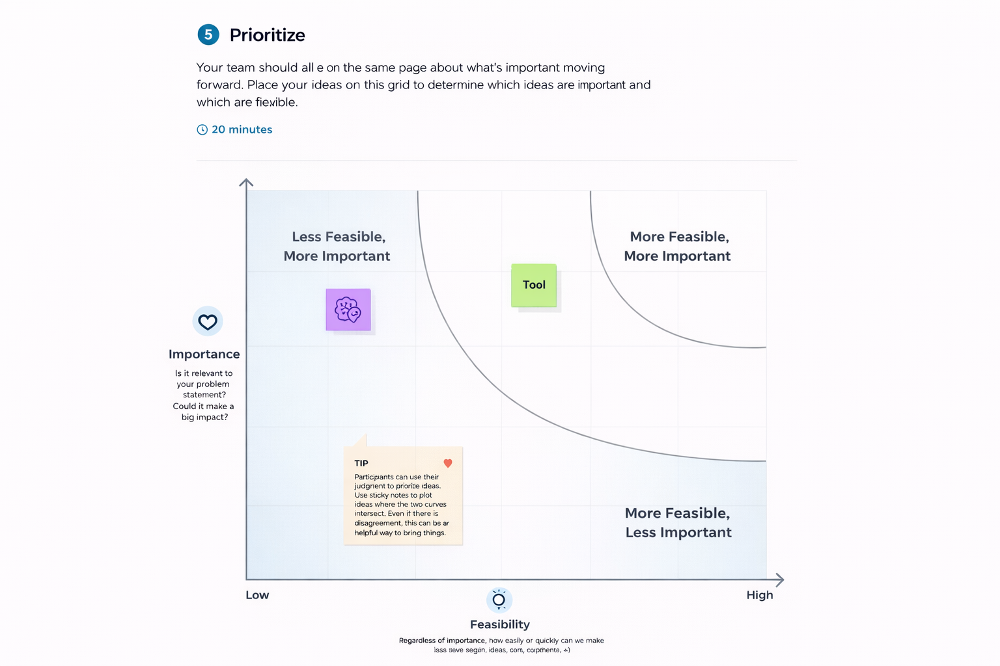 5 Prioritize
Your team should all e on the same page about what's important moving
forward. Place your ideas on this grid to determine which ideas are important and
which are fievible.
20 minutes
Less Feasible,
More Important
More Feasible,
More Important
Tool
Importance
Is it relevant to
your problem
statement?
Could it make a
big impact?
TIP
Participants can use their
judgment to ideas.
Use sticky notes to plot
ideas where the two curves
intersect. Even if there is
disagreement, this can bs ar
helpful way to bring things.
More Feasible,
Less Important
Low
High
Feasibility
Regardless of importance, how easily or quickly can we make
ideas,